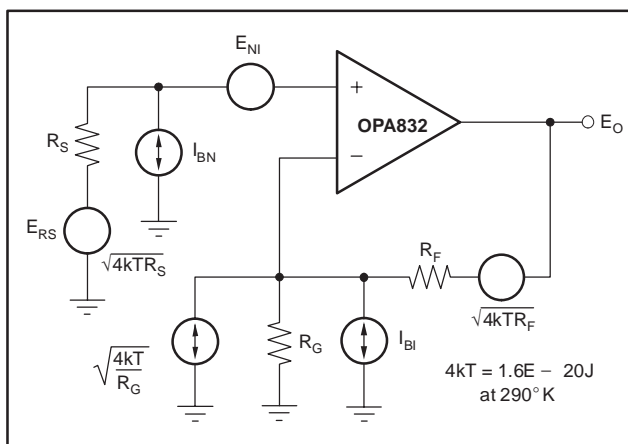 E_NI
+
OPA832
−
E_O
R_S
I_BN
E_RS
√4kTR_S
R_F
√4kTR_F
√4kT/R_G
R_G
I_BI
4kT = 1.6E − 20J
at 290°K